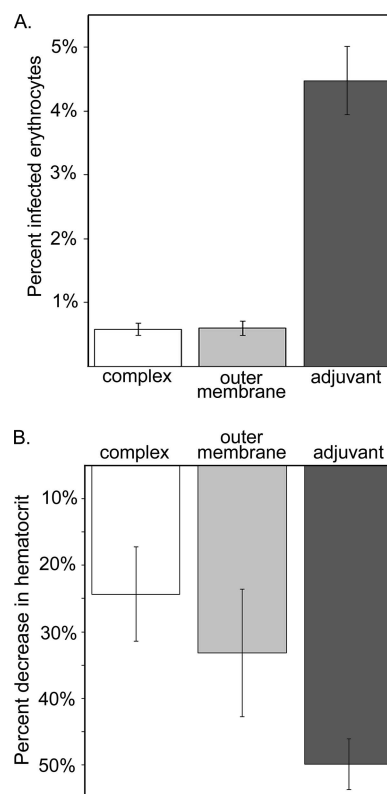 A.
Percent infected erythrocytes
5%
4%
3%
2%
1%
complex
outer
membrane
adjuvant
B.
Percent decrease in hematocrit
complex
outer
membrane
adjuvant
10%
20%
30%
40%
50%